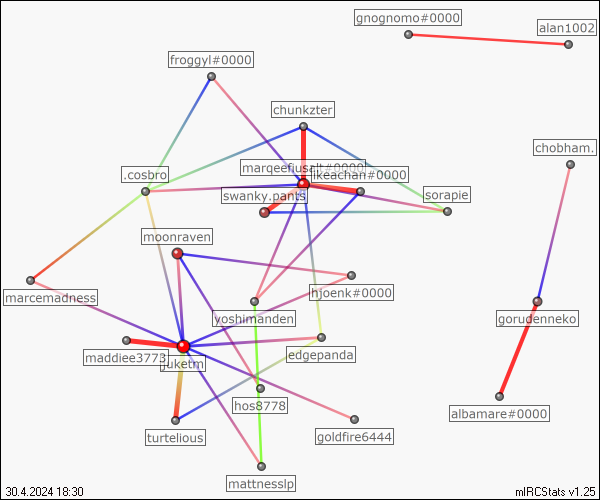 gnognomo#0000
alan1002
froggyl#0000
chunkzter
chobham.
marqeefiusalt#0000
.cosbro
likeachan#0000
swanky.pants
sorapie
moonraven
hjoenk#0000
marcemadness
yoshimanden
gorudenneko
maddiee3773
juketm
edgepanda
hos8778
albamare#0000
turtelious
goldfire6444
mattnesslp
30.4.2024 18:30
mIRCStats v1.25